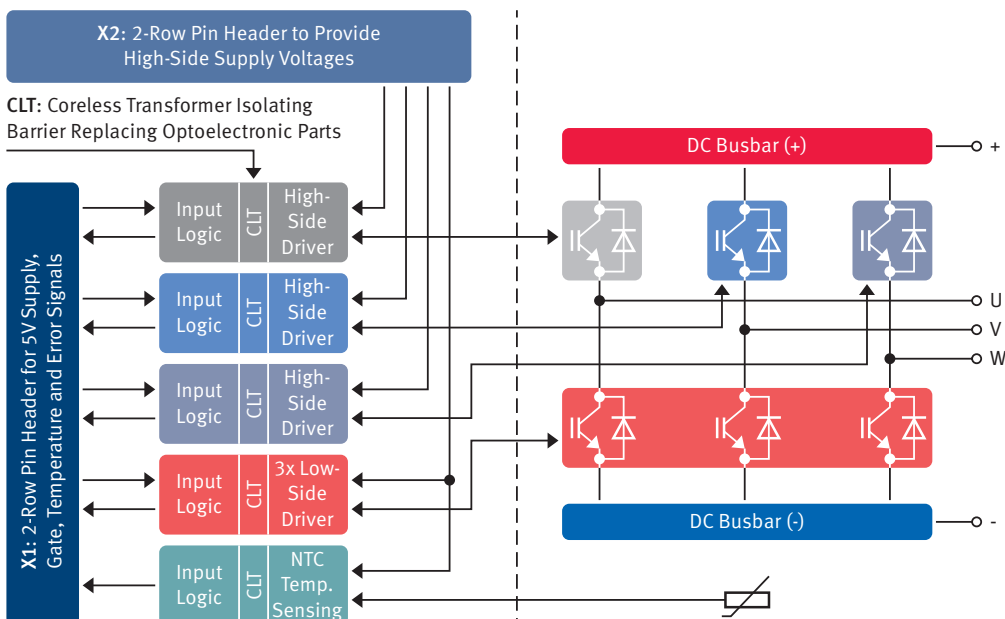 X2: 2-Row Pin Header to Provide
High-Side Supply Voltages
CLT: Coreless Transformer Isolating
Barrier Replacing Optoelectronic Parts
X1: 2-Row Pin Header for 5V Supply,
Gate, Temperature and Error Signals
Input
Logic
CLT
High-
Side
Driver
Input
Logic
CLT
High-
Side
Driver
Input
Logic
CLT
High-
Side
Driver
Input
Logic
CLT
3x Low-
Side
Driver
Input
Logic
CLT
NTC
Temp.
Sensing
DC Busbar (+)
+
U
V
W
DC Busbar (-)
-